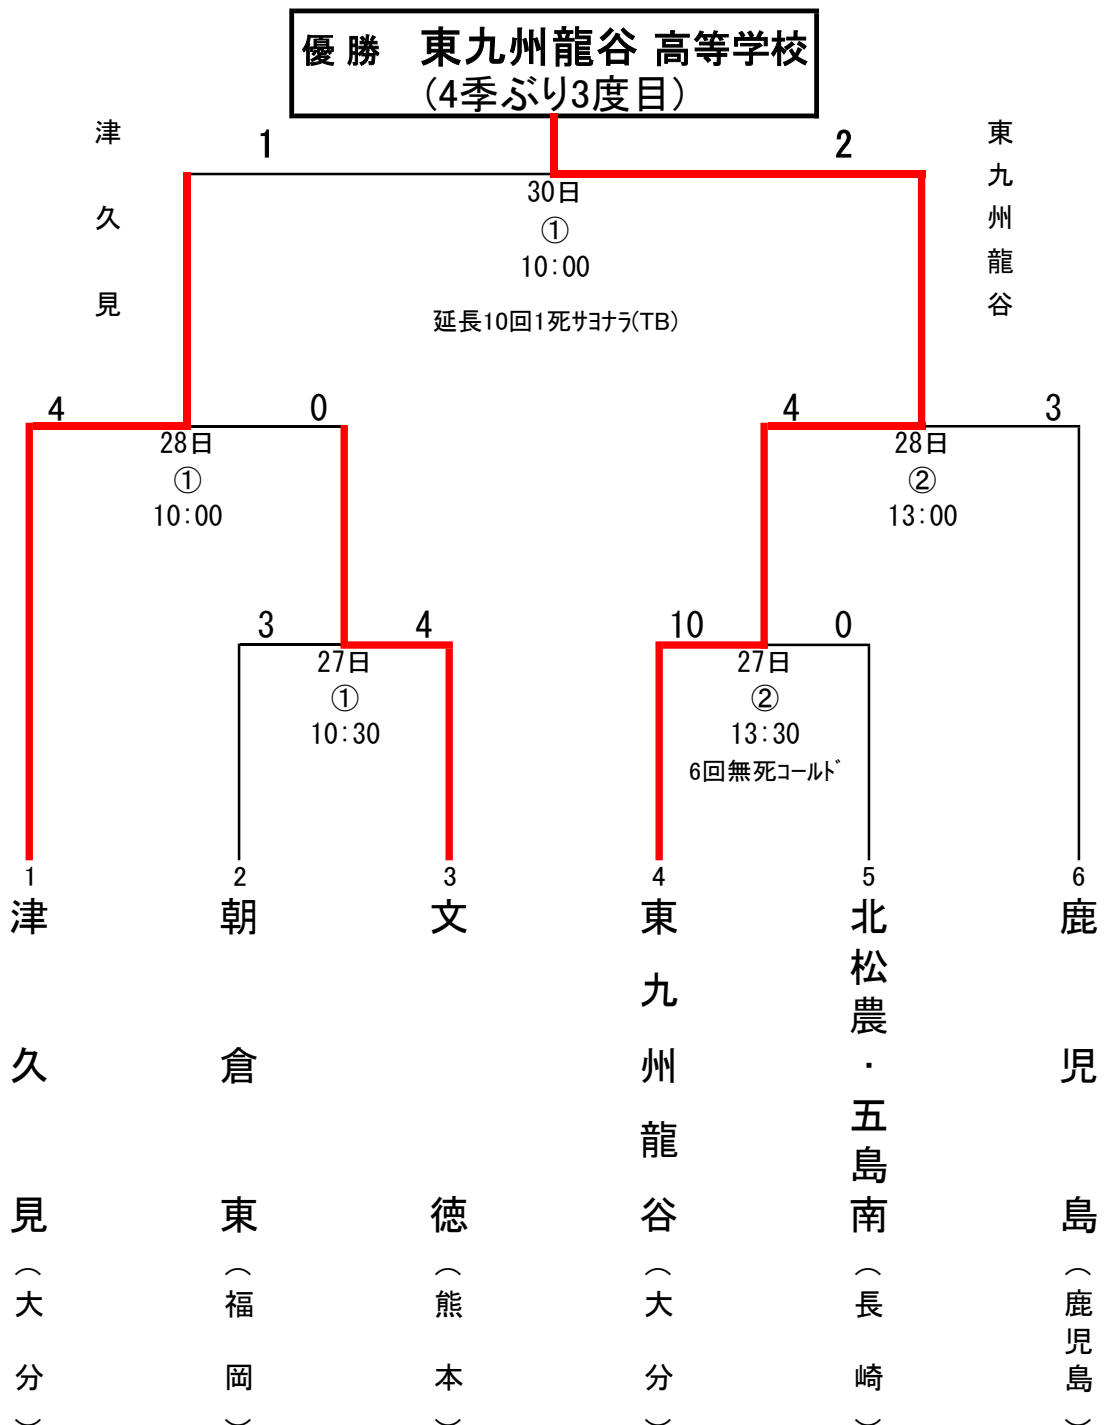 優勝 東九州龍谷 高等学校
(4季ぶり3度目)
津久見
1
2
東九州龍谷
30日
①
10:00
延長10回1死サヨナラ(TB)
4
0
4
3
28日
①
10:00
28日
②
13:00
3
4
10
0
27日
①
10:30
27日
②
13:30
6回無死コールド
1
2
3
4
5
6
津久見(大分)
朝倉東(福岡)
文徳(熊本)
東九州龍谷(大分)
北松農・五島南(長崎)
鹿児島(鹿児島)